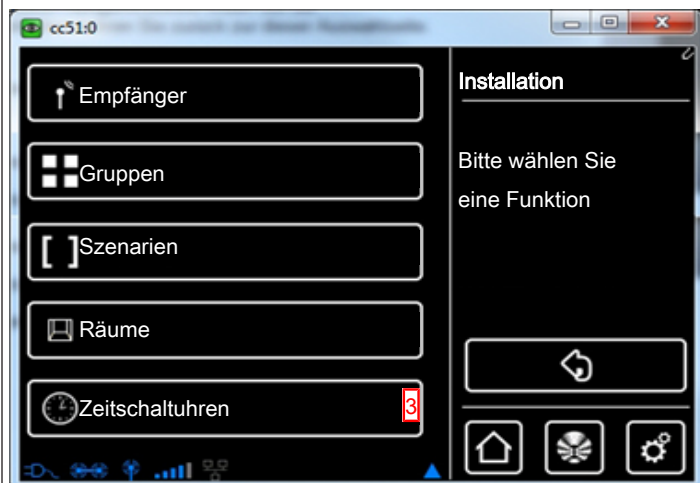 cc51:0
Empfänger
Gruppen
[ ]Szenarien
Räume
Zeitschaltuhren 3
Installation
Bitte wählen Sie
eine Funktion